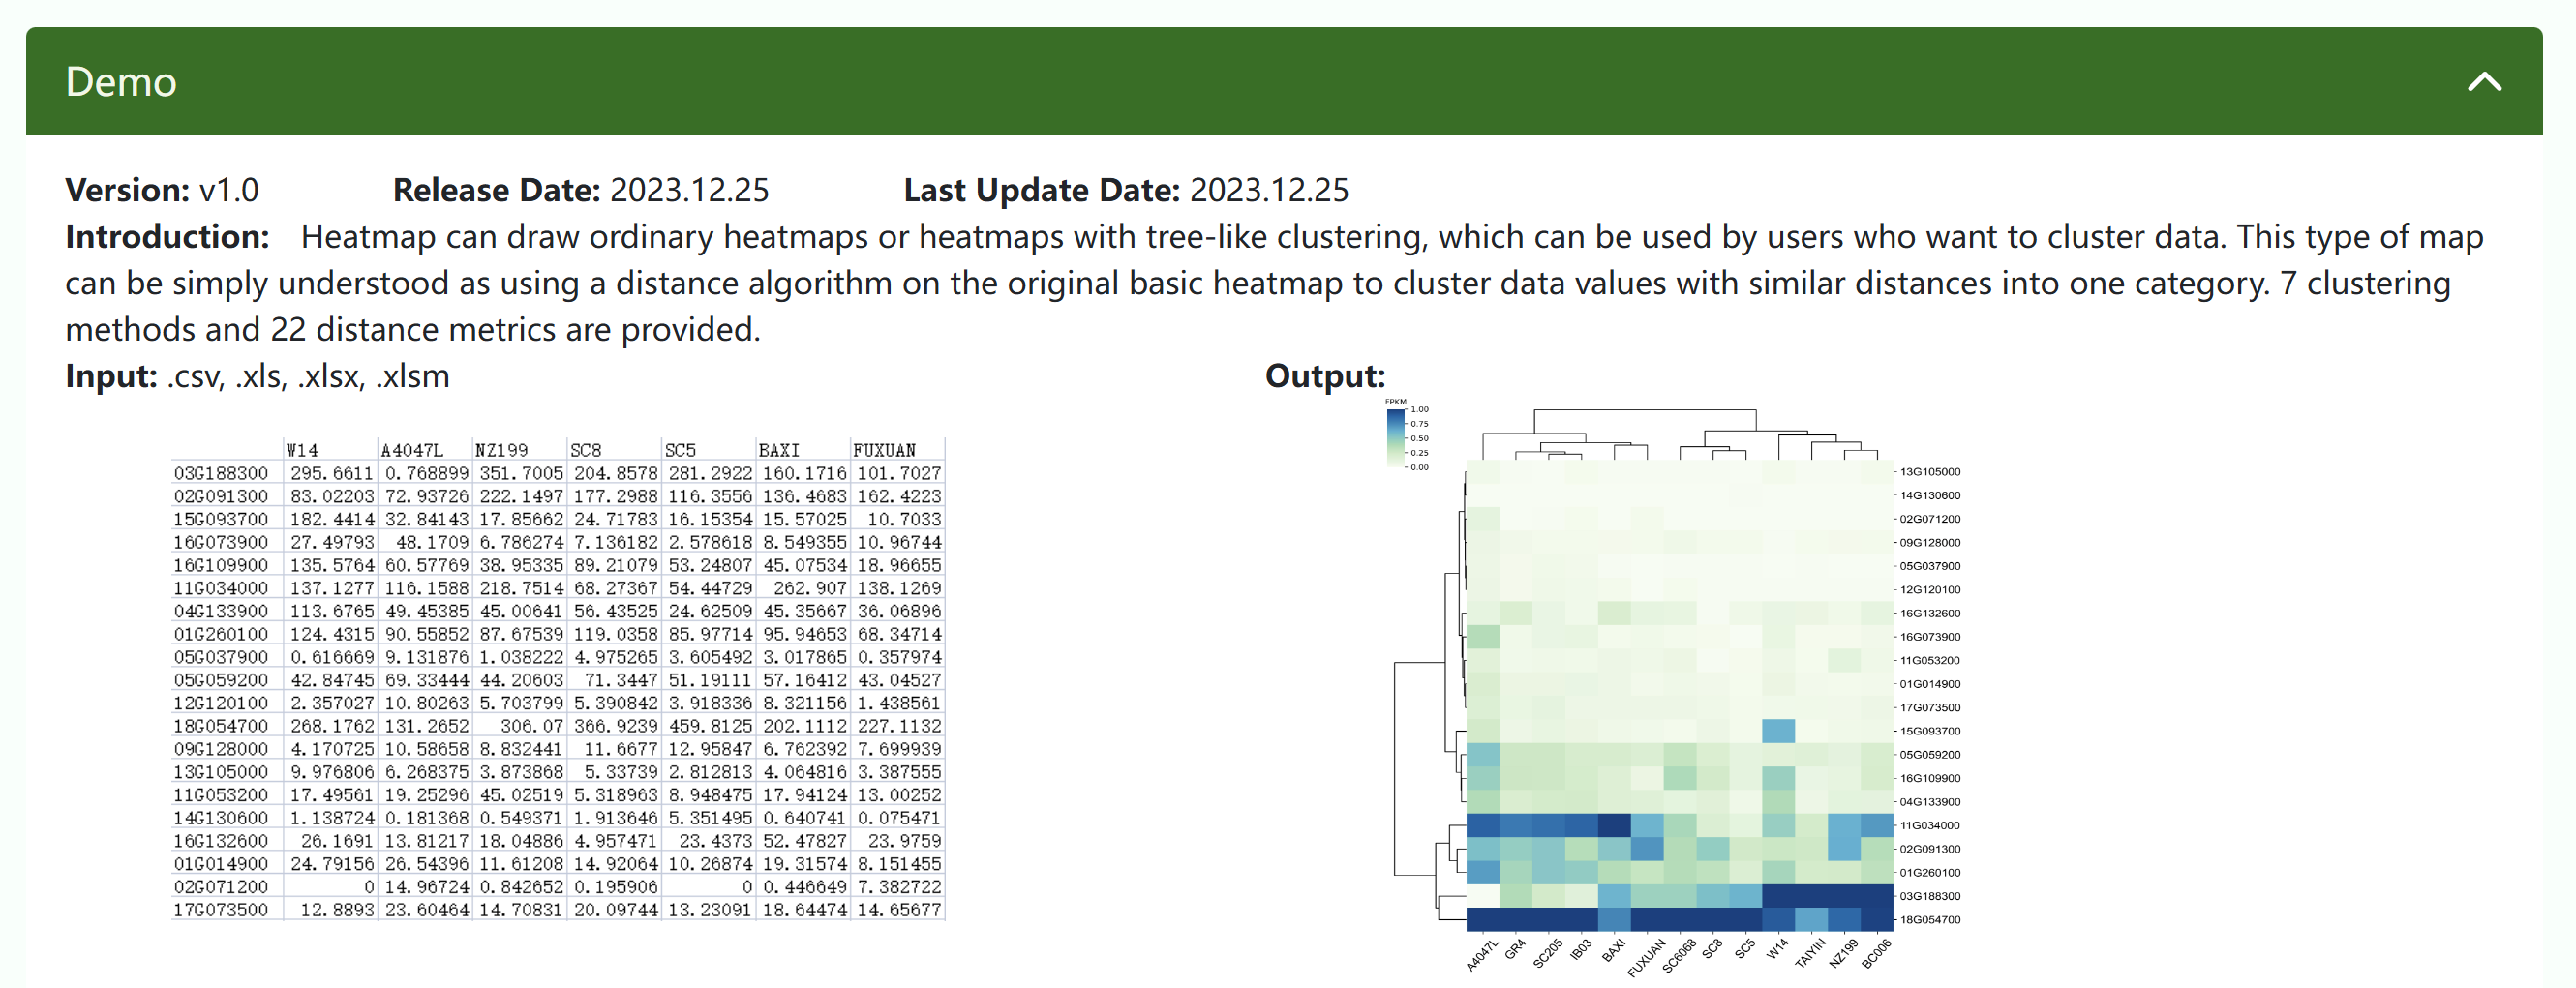 Demo
Version: v1.0 Release Date: 2023.12.25 Last Update Date: 2023.12.25
Introduction: Heatmap can draw ordinary heatmaps or heatmaps with tree-like clustering, which can be used by users who want to cluster data. This type of map
can be simply understood as using a distance algorithm on the original basic heatmap to cluster data values with similar distances into one category. 7 clustering
methods and 22 distance metrics are provided.
Input: .csv, .xls, .xlsx, .xlsm
W14 A4047L NZ199 SC8 SC5 BAXI FUXUAN
03G188300 295.6611 0.768899 351.7005 204.8578 281.2922 160.1716 101.7027
02G091300 83.02203 72.93726 222.1497 177.2988 116.3556 136.4683 162.4223
15G093700 182.4414 32.84143 17.85662 24.71783 16.15354 15.57025 10.7033
16G073900 27.49793 48.1709 6.786274 7.136182 2.578618 8.549355 10.96744
16G109900 135.5764 60.57769 38.95335 89.21079 53.24807 45.07534 18.96655
11G034000 137.1277 116.1588 218.7514 68.27367 54.44729 262.907 138.1269
04G133900 113.6765 49.45385 45.00641 56.43525 24.62509 45.35667 36.06896
01G260100 124.4315 90.55852 87.67539 119.0358 85.97714 95.94653 68.34714
05G037900 0.616669 9.131876 1.038222 4.975265 3.605492 3.017865 0.357974
05G059200 42.84745 69.33444 44.20603 71.3447 51.19111 57.16412 43.04527
12G120100 2.357027 10.80263 5.703799 5.390842 3.918336 8.321156 1.438561
18G054700 268.1762 131.2652 306.07 366.9239 459.8125 202.1112 227.1132
09G128000 4.170725 10.58658 8.832441 11.6677 12.95847 6.762392 7.699939
13G105000 9.976806 6.268375 3.873868 5.33739 2.812813 4.064816 3.387555
11G053200 17.49561 19.25296 45.02519 5.318963 8.948475 17.94124 13.00252
14G130600 1.138724 0.181368 0.549371 1.913646 5.351495 0.640741 0.075471
16G132600 26.1691 13.81217 18.04886 4.957471 23.4373 52.47827 23.9759
01G014900 24.79156 26.54396 11.61208 14.92064 10.26874 19.31574 8.151455
02G071200 0 14.96724 0.842652 0.195906 0 0.446649 7.382722
17G073500 12.8893 23.60464 14.70831 20.09744 13.23091 18.64474 14.65677
Output:
FPKM
1.00
0.75
0.50
0.25
0.00
13G105000
14G130600
02G071200
09G128000
05G037900
12G120100
16G132600
16G073900
11G053200
01G014900
17G073500
15G093700
05G059200
16G109900
04G133900
11G034000
02G091300
01G260100
03G188300
18G054700
A4047L GR4 SC205 IB03 BAXI FUXUAN SC6068 SC8 SC5 W14 TAIYIN NZ199 BC006